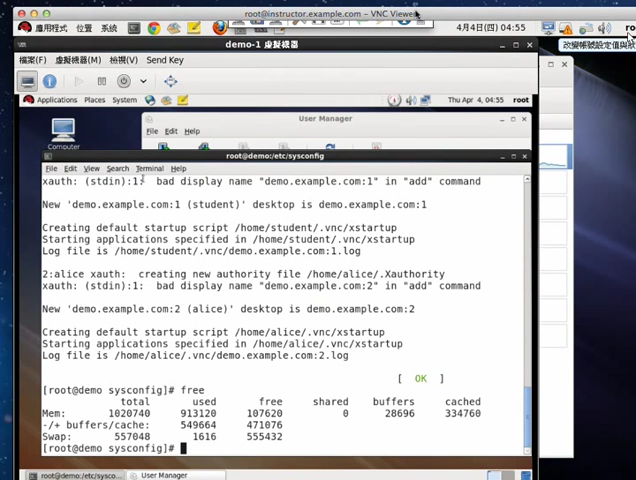 root@instructor.example.com – VNC Viewer
應用程式 位置 系統 4月4日(四) 04:55
改變帳號設定值與狀
demo-1 虛擬機器
檔案(F) 虛擬機器(M) 檢視(V) Send Key
Applications Places System Thu Apr 4, 04:55 root
Computer
User Manager
File Edit Help
root@demo:/etc/sysconfig
File Edit View Search Terminal Help
xauth: (stdin):1: bad display name "demo.example.com:1" in "add" command
New 'demo.example.com:1 (student)' desktop is demo.example.com:1
Creating default startup script /home/student/.vnc/xstartup
Starting applications specified in /home/student/.vnc/xstartup
Log file is /home/student/.vnc/demo.example.com:1.log
2:alice xauth: creating new authority file /home/alice/.Xauthority
xauth: (stdin):1: bad display name "demo.example.com:2" in "add" command
New 'demo.example.com:2 (alice)' desktop is demo.example.com:2
Creating default startup script /home/alice/.vnc/xstartup
Starting applications specified in /home/alice/.vnc/xstartup
Log file is /home/alice/.vnc/demo.example.com:2.log
[ OK ]
[root@demo sysconfig]# free
total used free shared buffers cached
Mem: 1020740 913120 107620 0 28696 334760
-/+ buffers/cache: 549664 471076
Swap: 557048 1616 555432
[root@demo sysconfig]#
root@demo:/etc/sysco... User Manager